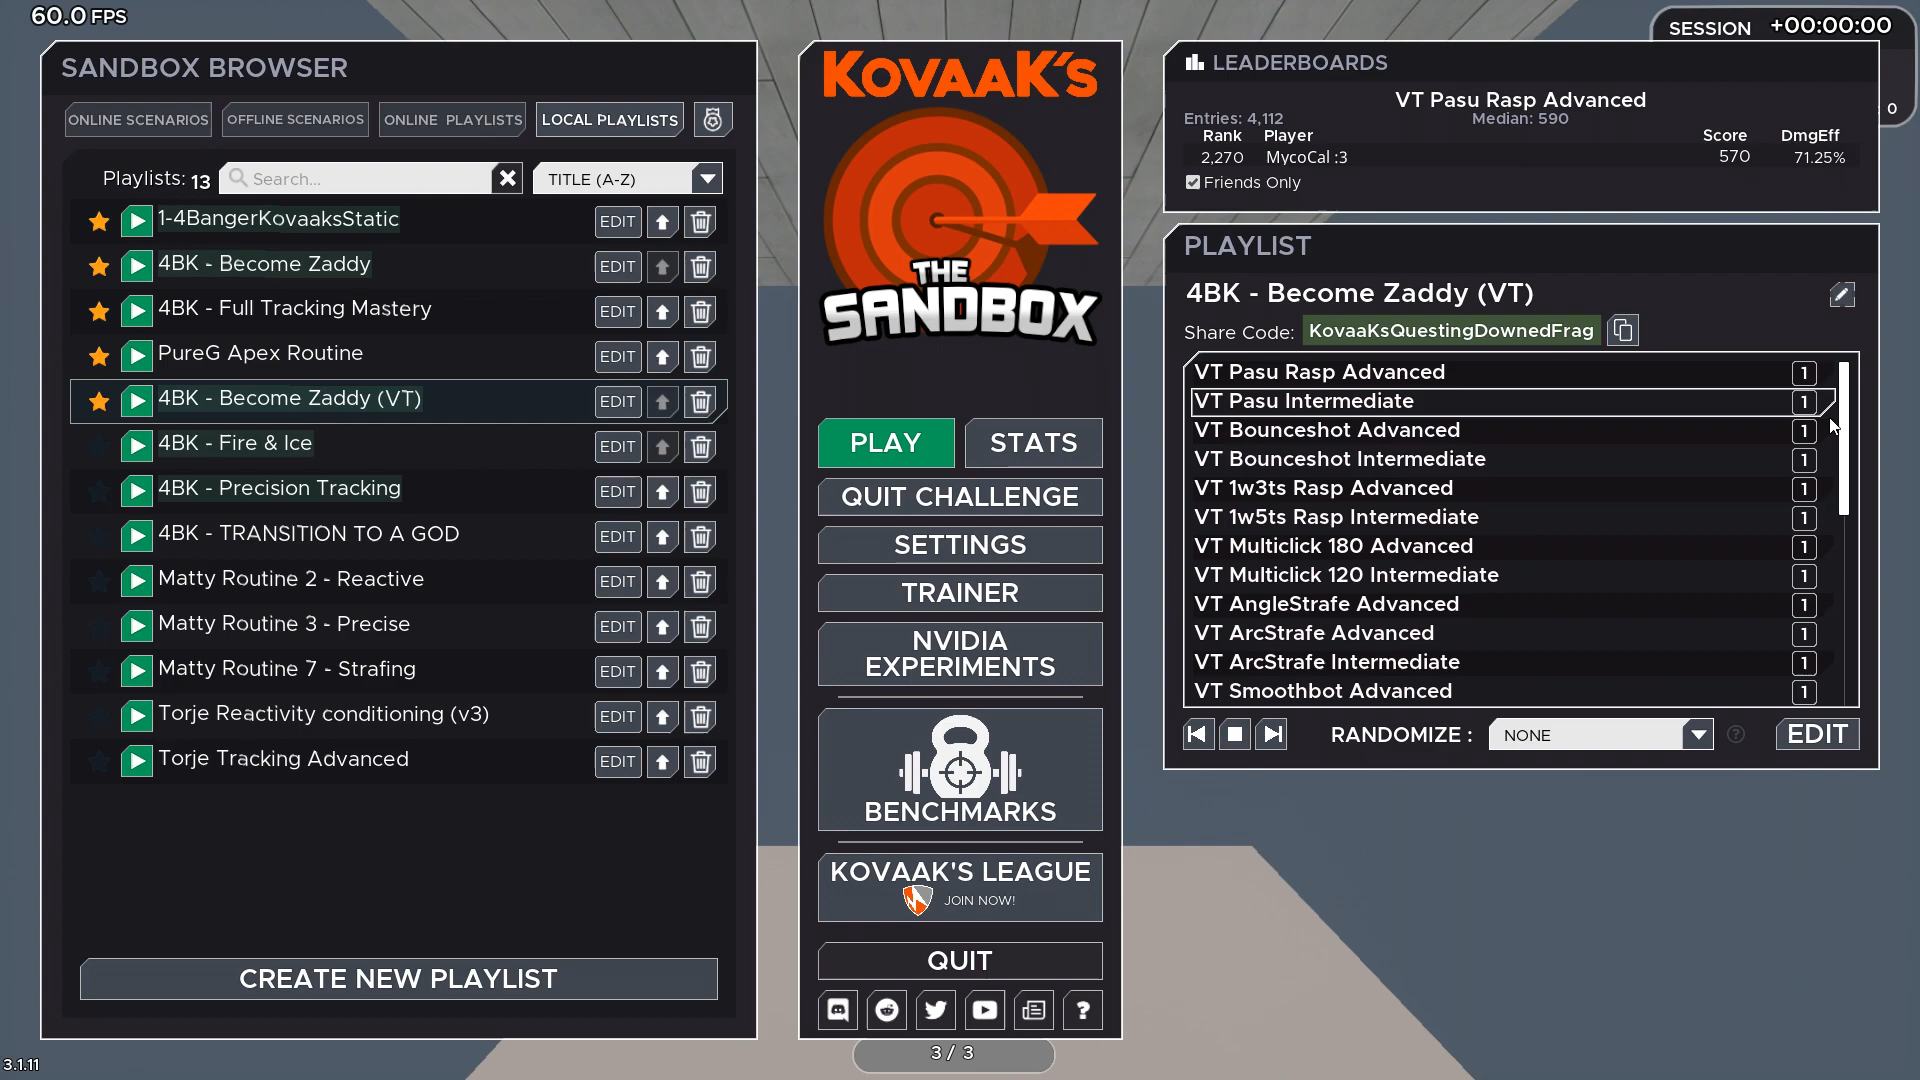 60.0 FPS
SESSION +00:00:00
0
SANDBOX BROWSER
ONLINE SCENARIOS
OFFLINE SCENARIOS
ONLINE PLAYLISTS
LOCAL PLAYLISTS
Playlists: 13
Search...
TITLE (A-Z)
1-4BangerKovaaksStatic EDIT
4BK - Become Zaddy EDIT
4BK - Full Tracking Mastery EDIT
PureG Apex Routine EDIT
4BK - Become Zaddy (VT) EDIT
4BK - Fire & Ice EDIT
4BK - Precision Tracking EDIT
4BK - TRANSITION TO A GOD EDIT
Matty Routine 2 - Reactive EDIT
Matty Routine 3 - Precise EDIT
Matty Routine 7 - Strafing EDIT
Torje Reactivity conditioning (v3) EDIT
Torje Tracking Advanced EDIT
CREATE NEW PLAYLIST
3.1.11
KOVAAK'S
THE
SANDBOX
PLAY
STATS
QUIT CHALLENGE
SETTINGS
TRAINER
NVIDIA
EXPERIMENTS
BENCHMARKS
KOVAAK'S LEAGUE
JOIN NOW!
QUIT
?
3 / 3
LEADERBOARDS
VT Pasu Rasp Advanced
Entries: 4,112
Median: 590
Rank Player Score DmgEff
2,270 MycoCal :3 570 71.25%
Friends Only
PLAYLIST
4BK - Become Zaddy (VT)
Share Code: KovaaKsQuestingDownedFrag
VT Pasu Rasp Advanced 1
VT Pasu Intermediate 1
VT Bounceshot Advanced 1
VT Bounceshot Intermediate 1
VT 1w3ts Rasp Advanced 1
VT 1w5ts Rasp Intermediate 1
VT Multiclick 180 Advanced 1
VT Multiclick 120 Intermediate 1
VT AngleStrafe Advanced 1
VT ArcStrafe Advanced 1
VT ArcStrafe Intermediate 1
VT Smoothbot Advanced 1
RANDOMIZE : NONE ? EDIT